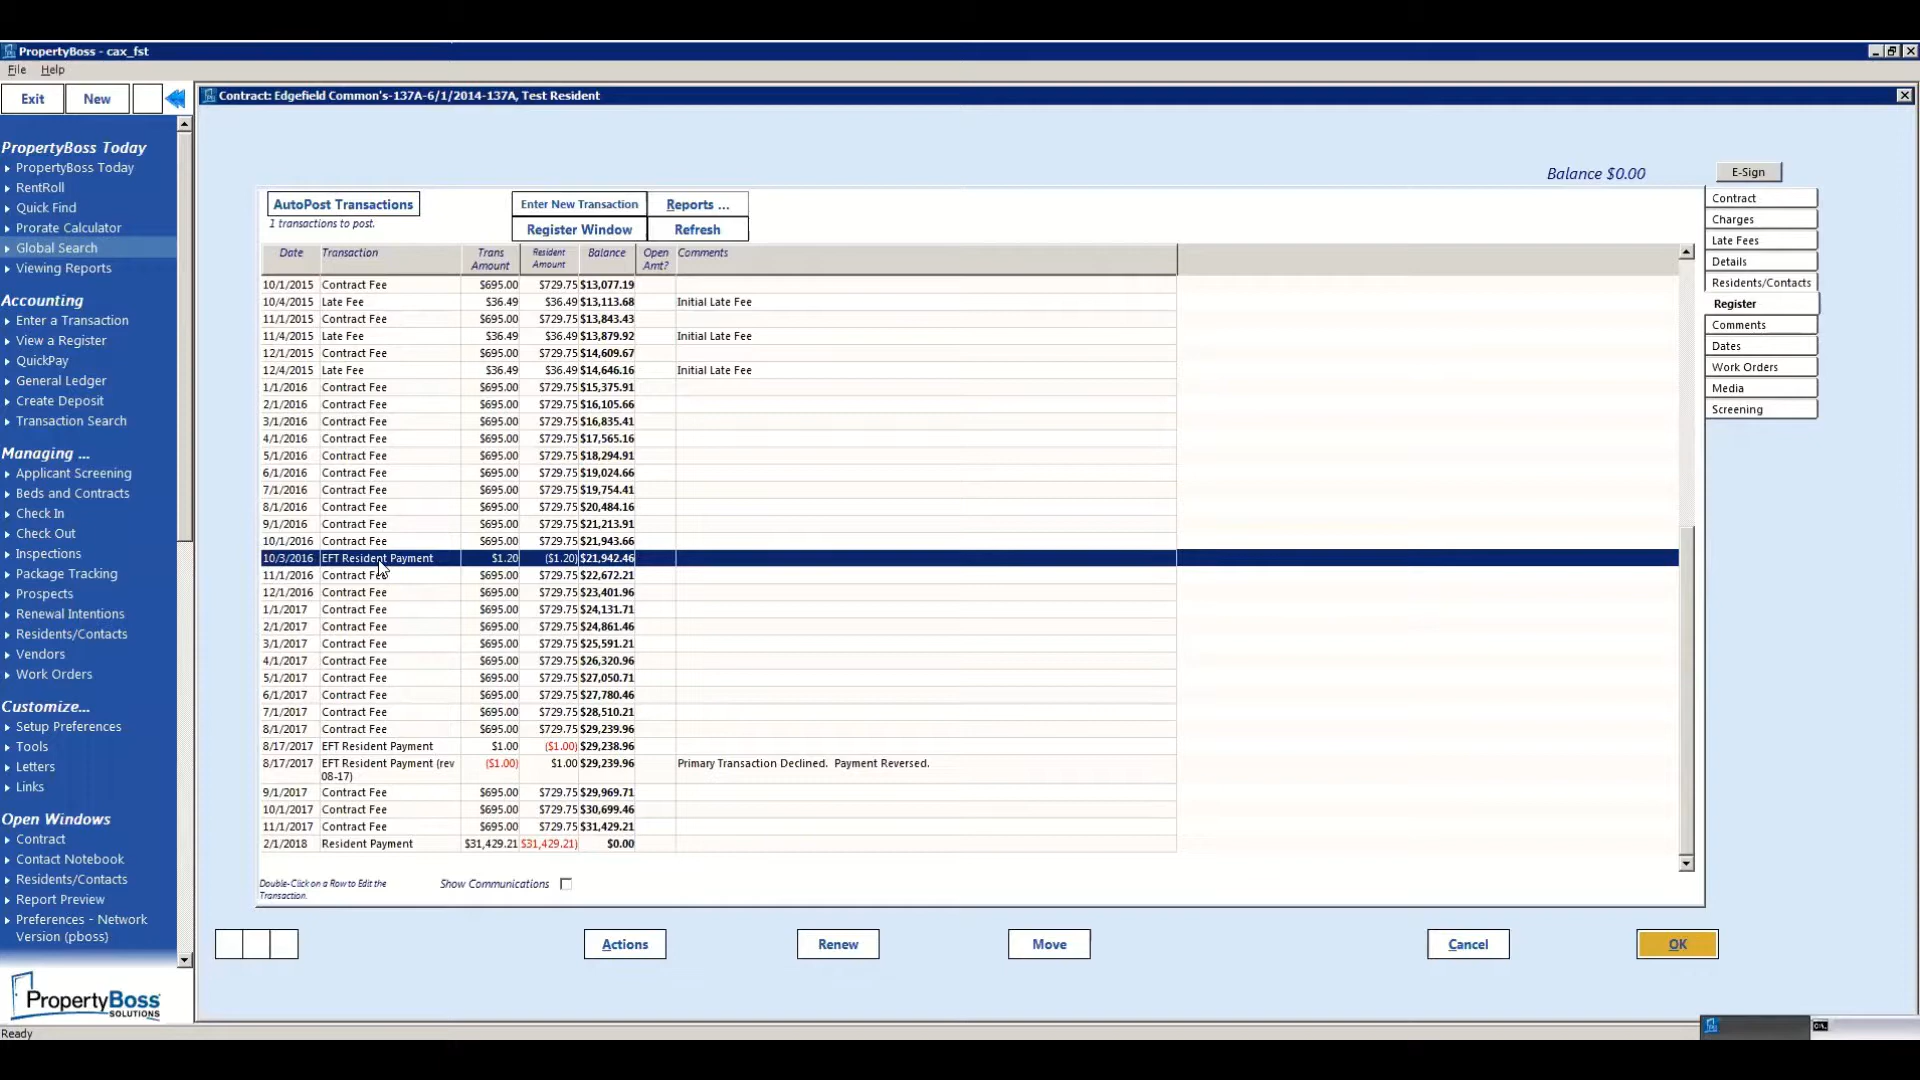 PropertyBoss - cax_fst
File Help
Exit New
Contract: Edgefield Common's-137A-6/1/2014-137A, Test Resident
PropertyBoss Today
PropertyBoss Today
RentRoll
Quick Find
Prorate Calculator
Global Search
Viewing Reports
Accounting
Enter a Transaction
View a Register
QuickPay
General Ledger
Create Deposit
Transaction Search
Managing ...
Applicant Screening
Beds and Contracts
Check In
Check Out
Inspections
Package Tracking
Prospects
Renewal Intentions
Residents/Contacts
Vendors
Work Orders
Customize...
Setup Preferences
Tools
Letters
Links
Open Windows
Contract
Contact Notebook
Residents/Contacts
Report Preview
Preferences - Network
Version (pboss)
PropertyBoss
SOLUTIONS
Ready
Balance $0.00
E-Sign
AutoPost Transactions
1 transactions to post.
Enter New Transaction Reports ...
Register Window Refresh
Date Transaction Trans Amount Resident Amount Balance Open Amt? Comments
10/1/2015 Contract Fee $695.00 $729.75 $13,077.19
10/4/2015 Late Fee $36.49 $36.49 $13,113.68 Initial Late Fee
11/1/2015 Contract Fee $695.00 $729.75 $13,843.43
11/4/2015 Late Fee $36.49 $36.49 $13,879.92 Initial Late Fee
12/1/2015 Contract Fee $695.00 $729.75 $14,609.67
12/4/2015 Late Fee $36.49 $36.49 $14,646.16 Initial Late Fee
1/1/2016 Contract Fee $695.00 $729.75 $15,375.91
2/1/2016 Contract Fee $695.00 $729.75 $16,105.66
3/1/2016 Contract Fee $695.00 $729.75 $16,835.41
4/1/2016 Contract Fee $695.00 $729.75 $17,565.16
5/1/2016 Contract Fee $695.00 $729.75 $18,294.91
6/1/2016 Contract Fee $695.00 $729.75 $19,024.66
7/1/2016 Contract Fee $695.00 $729.75 $19,754.41
8/1/2016 Contract Fee $695.00 $729.75 $20,484.16
9/1/2016 Contract Fee $695.00 $729.75 $21,213.91
10/1/2016 Contract Fee $695.00 $729.75 $21,943.66
10/3/2016 EFT Resident Payment $1.20 ($1.20) $21,942.46
11/1/2016 Contract Fee $695.00 $729.75 $22,672.21
12/1/2016 Contract Fee $695.00 $729.75 $23,401.96
1/1/2017 Contract Fee $695.00 $729.75 $24,131.71
2/1/2017 Contract Fee $695.00 $729.75 $24,861.46
3/1/2017 Contract Fee $695.00 $729.75 $25,591.21
4/1/2017 Contract Fee $695.00 $729.75 $26,320.96
5/1/2017 Contract Fee $695.00 $729.75 $27,050.71
6/1/2017 Contract Fee $695.00 $729.75 $27,780.46
7/1/2017 Contract Fee $695.00 $729.75 $28,510.21
8/1/2017 Contract Fee $695.00 $729.75 $29,239.96
8/17/2017 EFT Resident Payment $1.00 ($1.00) $29,238.96
8/17/2017 EFT Resident Payment (rev 08-17) ($1.00) $1.00 $29,239.96 Primary Transaction Declined. Payment Reversed.
9/1/2017 Contract Fee $695.00 $729.75 $29,969.71
10/1/2017 Contract Fee $695.00 $729.75 $30,699.46
11/1/2017 Contract Fee $695.00 $729.75 $31,429.21
2/1/2018 Resident Payment $31,429.21 $31,429.21) $0.00
Double-Click on a Row to Edit the
Transaction.
Show Communications
Actions Renew Move Cancel OK
Contract
Charges
Late Fees
Details
Residents/Contacts
Register
Comments
Dates
Work Orders
Media
Screening